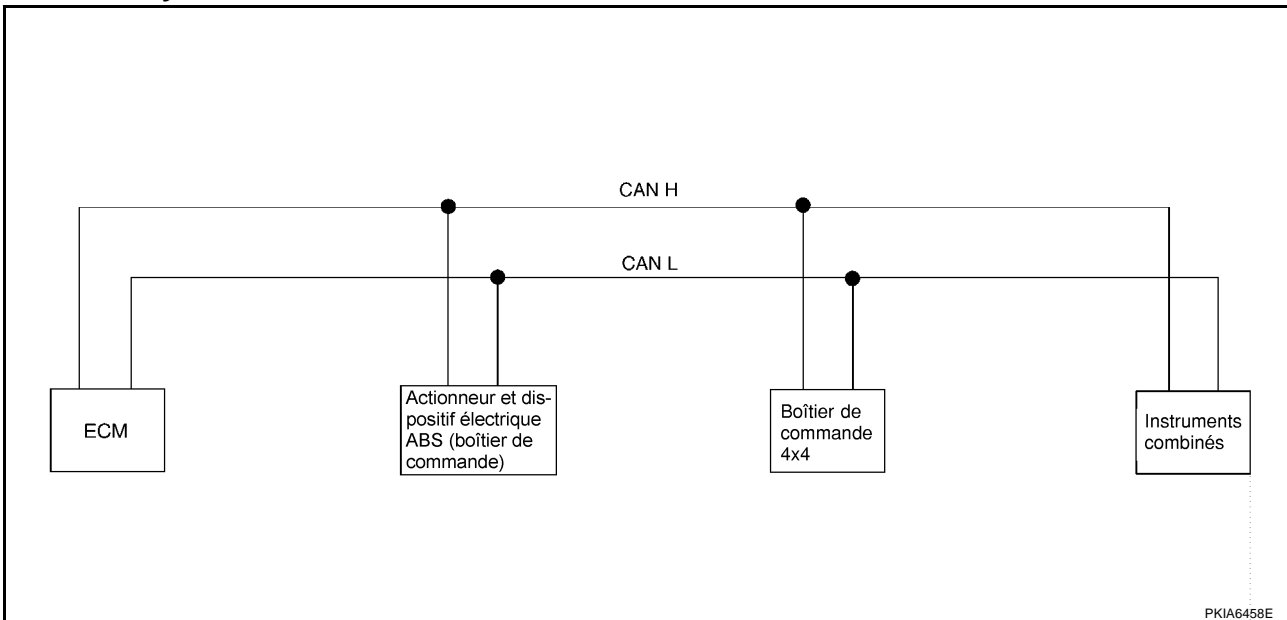 CAN H
CAN L
ECM
Actionneur et dis-
positif électrique
ABS (boîtier de
commande)
Boîtier de
commande
4x4
Instruments
combinés
PKIA6458E